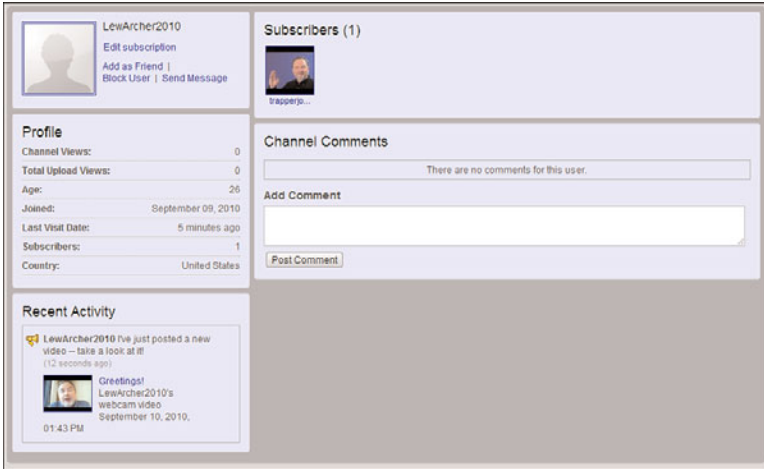 LewArcher2010
Edit subscription
Add as Friend |
Block User | Send Message
Profile
Channel Views: 0
Total Upload Views: 0
Age: 26
Joined: September 09, 2010
Last Visit Date: 5 minutes ago
Subscribers: 1
Country: United States
Recent Activity
LewArcher2010 I've just posted a new
video -- take a look at it!
(12 seconds ago)
Greetings!
LewArcher2010's
webcam video
September 10, 2010,
01:43 PM
Subscribers (1)
trapperjo...
Channel Comments
There are no comments for this user.
Add Comment
Post Comment